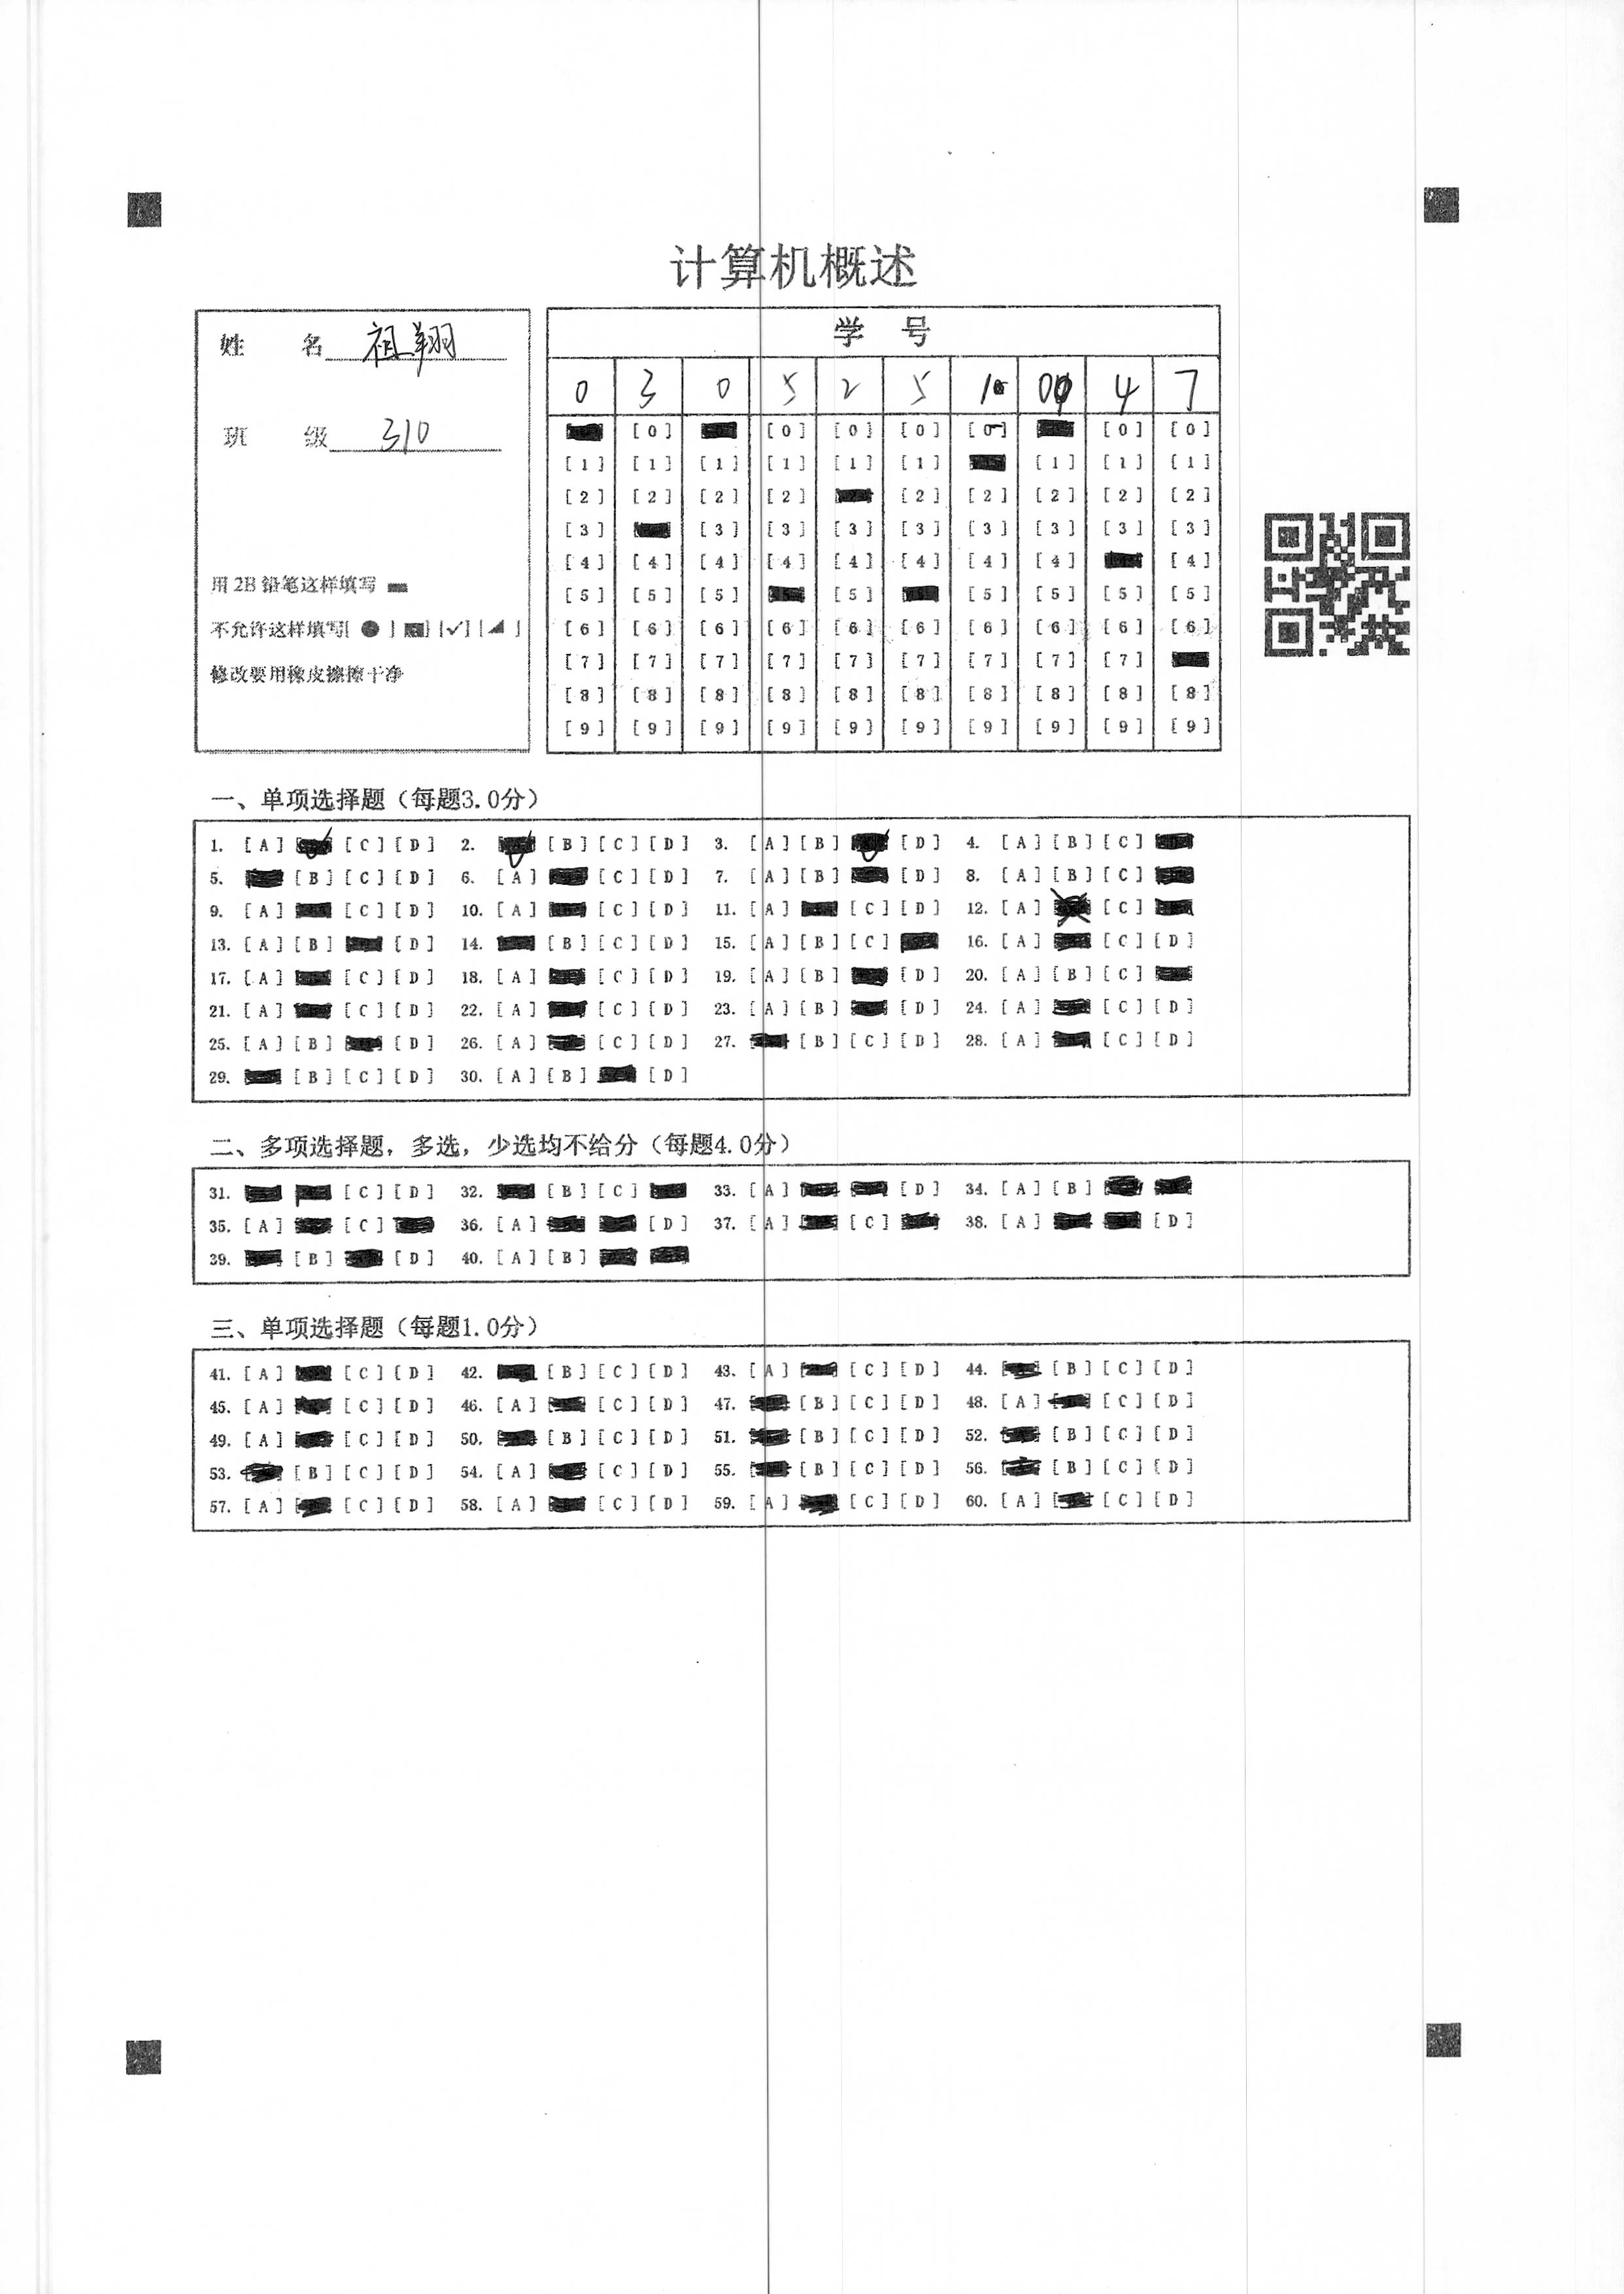 计算机概述
姓 名 祖翔
班 级 310
用 2B 铅笔这样填写
不允许这样填写[ ● ] [ ] [✓] [◢ ]
修改要用橡皮擦擦干净
学 号
0 3 0 5 2 5 1 0 4 7
[0] [0] [0] [0] [0] [0] [0]
[1] [1] [1] [1] [1] [1] [1] [1] [1]
[2] [2] [2] [2] [2] [2] [2] [2] [2]
[3] [3] [3] [3] [3] [3] [3] [3] [3]
[4] [4] [4] [4] [4] [4] [4] [4] [4]
[5] [5] [5] [5] [5] [5] [5] [5]
[6] [6] [6] [6] [6] [6] [6] [6] [6] [6]
[7] [7] [7] [7] [7] [7] [7] [7] [7]
[8] [8] [8] [8] [8] [8] [8] [8] [8] [8]
[9] [9] [9] [9] [9] [9] [9] [9] [9] [9]
一、单项选择题（每题3.0分）
1. [A] [C] [D] 2. [B] [C] [D] 3. [A] [B] [D] 4. [A] [B] [C]
5. [B] [C] [D] 6. [A] [C] [D] 7. [A] [B] [D] 8. [A] [B] [C]
9. [A] [C] [D] 10. [A] [C] [D] 11. [A] [C] [D] 12. [A] [C]
13. [A] [B] [D] 14. [B] [C] [D] 15. [A] [B] [C] 16. [A] [C] [D]
17. [A] [C] [D] 18. [A] [C] [D] 19. [A] [B] [D] 20. [A] [B] [C]
21. [A] [C] [D] 22. [A] [C] [D] 23. [A] [B] [D] 24. [A] [C] [D]
25. [A] [B] [D] 26. [A] [C] [D] 27. [B] [C] [D] 28. [A] [C] [D]
29. [B] [C] [D] 30. [A] [B] [D]
二、多项选择题，多选，少选均不给分（每题4.0分）
31. [C] [D] 32. [B] [C] 33. [A] [D] 34. [A] [B]
35. [A] [C] 36. [A] [D] 37. [A] [C] 38. [A] [D]
39. [B] [D] 40. [A] [B]
三、单项选择题（每题1.0分）
41. [A] [C] [D] 42. [B] [C] [D] 43. [A] [C] [D] 44. [B] [C] [D]
45. [A] [C] [D] 46. [A] [C] [D] 47. [B] [C] [D] 48. [A] [C] [D]
49. [A] [C] [D] 50. [B] [C] [D] 51. [B] [C] [D] 52. [B] [C] [D]
53. [B] [C] [D] 54. [A] [C] [D] 55. [B] [C] [D] 56. [B] [C] [D]
57. [A] [C] [D] 58. [A] [C] [D] 59. [A] [C] [D] 60. [A] [C] [D]